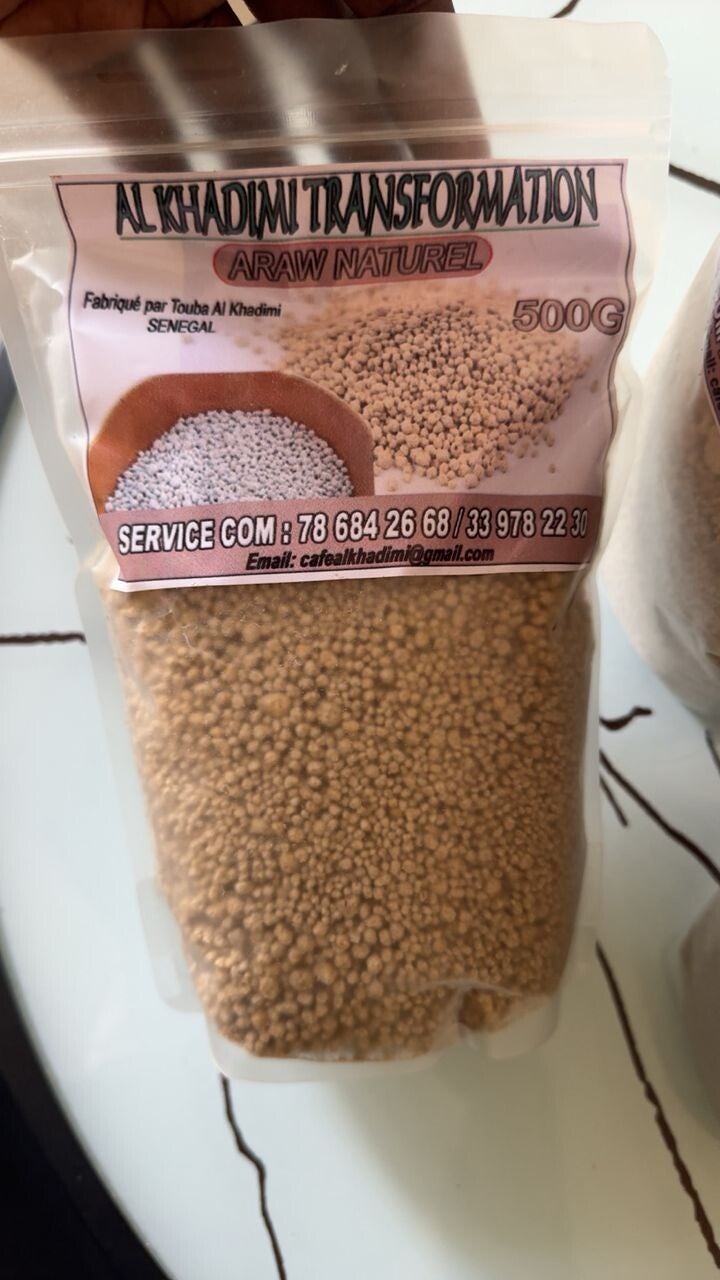 AL KHADIMI TRANSFORMATION
ARAW NATUREL
Fabriqué par Touba Al Khadimi
SENEGAL
500G
SERVICE COM : 78 684 26 68 / 33 978 22 30
Email: cafealkhadimi@gmail.com